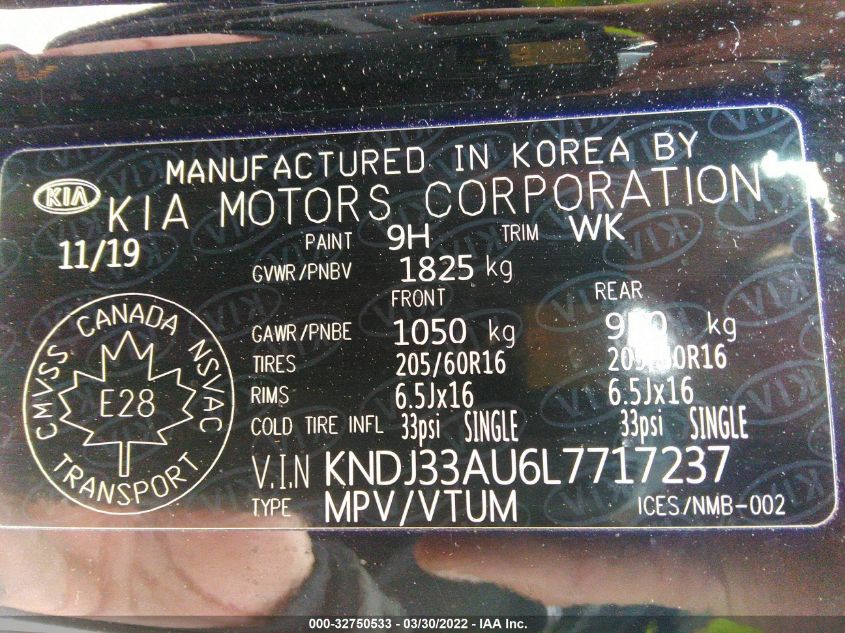 MANUFACTURED IN KOREA BY
KIA KIA MOTORS CORPORATION
11/19 PAINT 9H TRIM WK
GVWR/PNBV 1825 kg
FRONT REAR
GAWR/PNBE 1050 kg kg
TIRES 205/60R16
RIMS 6.5Jx16 6.5Jx16
COLD TIRE INFL 33psi SINGLE 33psi SINGLE
V.I.N KNDJ33AU6L7717237
TYPE MPV/VTUM ICES/NMB-002
CMVSS CANADA NSVAC
E28
TRANSPORT
000-32750533 - 03/30/2022 - IAA Inc.